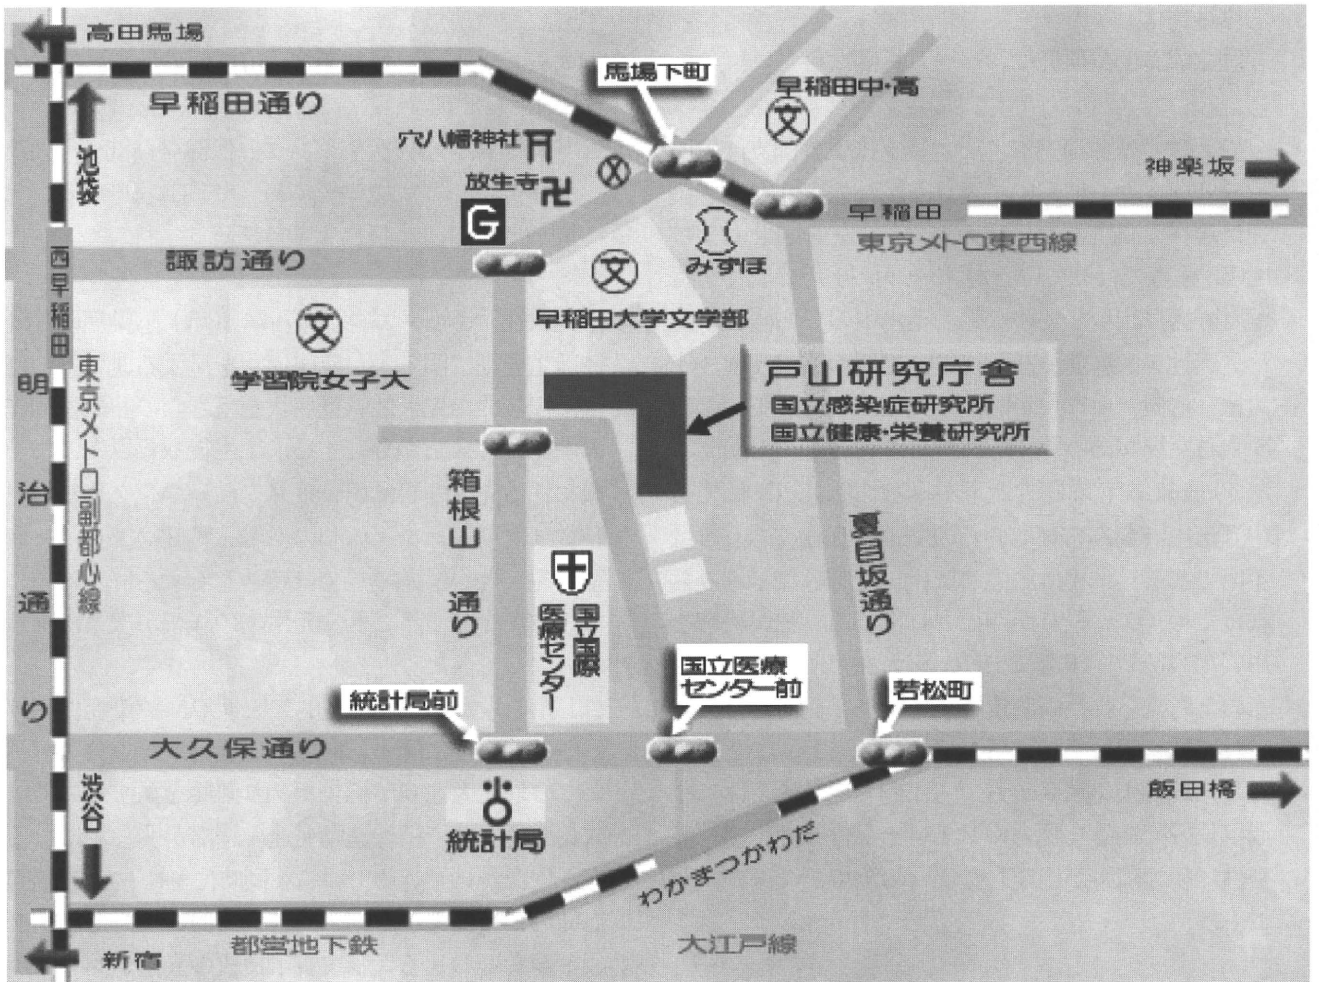 高田馬場
早稲田通り
馬場下町
早稲田中・高
文
穴八幡神社
放生寺
G
池袋
神楽坂
早稲田
東京メトロ東西線
諏訪通り
西早稲田
みずほ
文
早稲田大学文学部
文
学習院女子大
東京メトロ副都心線
明治通り
戸山研究庁舎
国立感染症研究所
国立健康・栄養研究所
箱根山通り
夏目坂通り
国立国際
医療センター
国立医療
センター前
統計局前
若松町
大久保通り
渋谷
飯田橋
統計局
わかまつかわだ
都営地下鉄
大江戸線
新宿